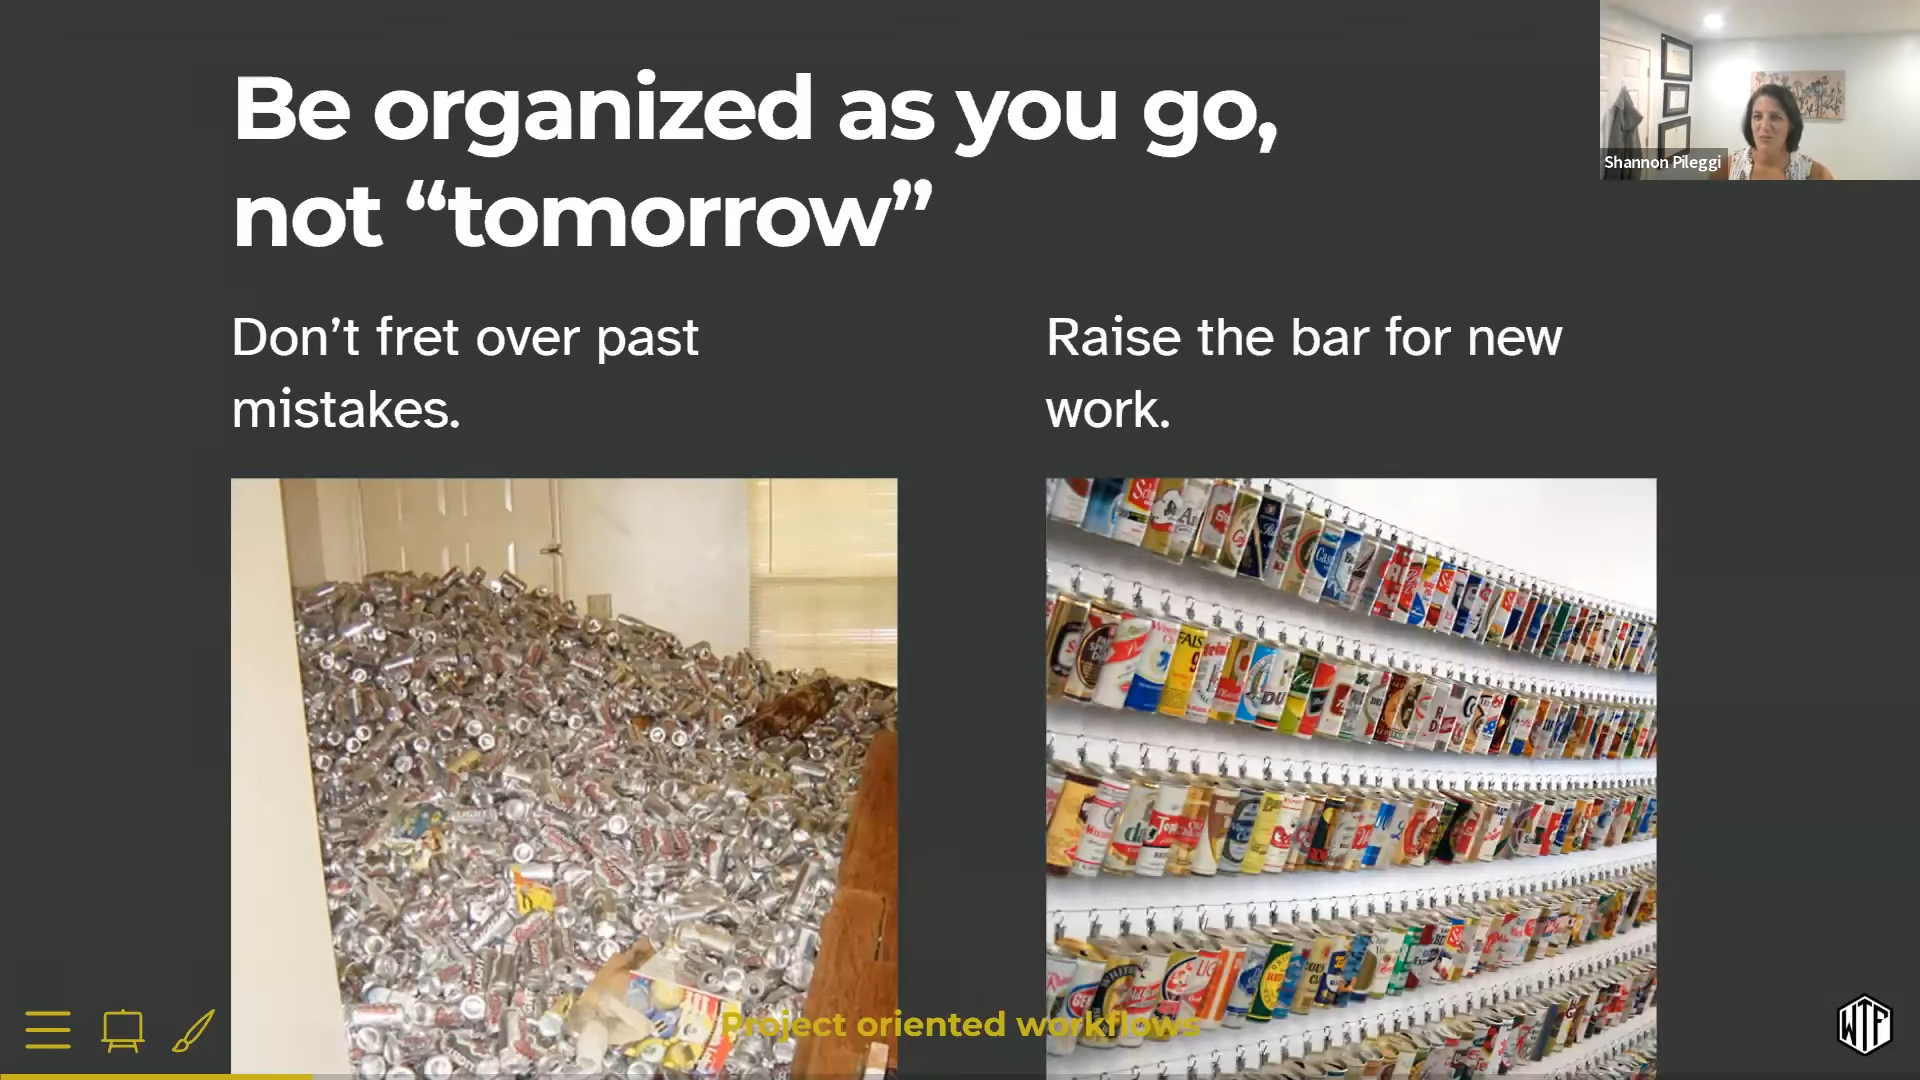 Be organized as you go,
not “tomorrow”
Shannon Pileggi
Don’t fret over past
mistakes.
Raise the bar for new
work.
Project oriented workflows
WTF